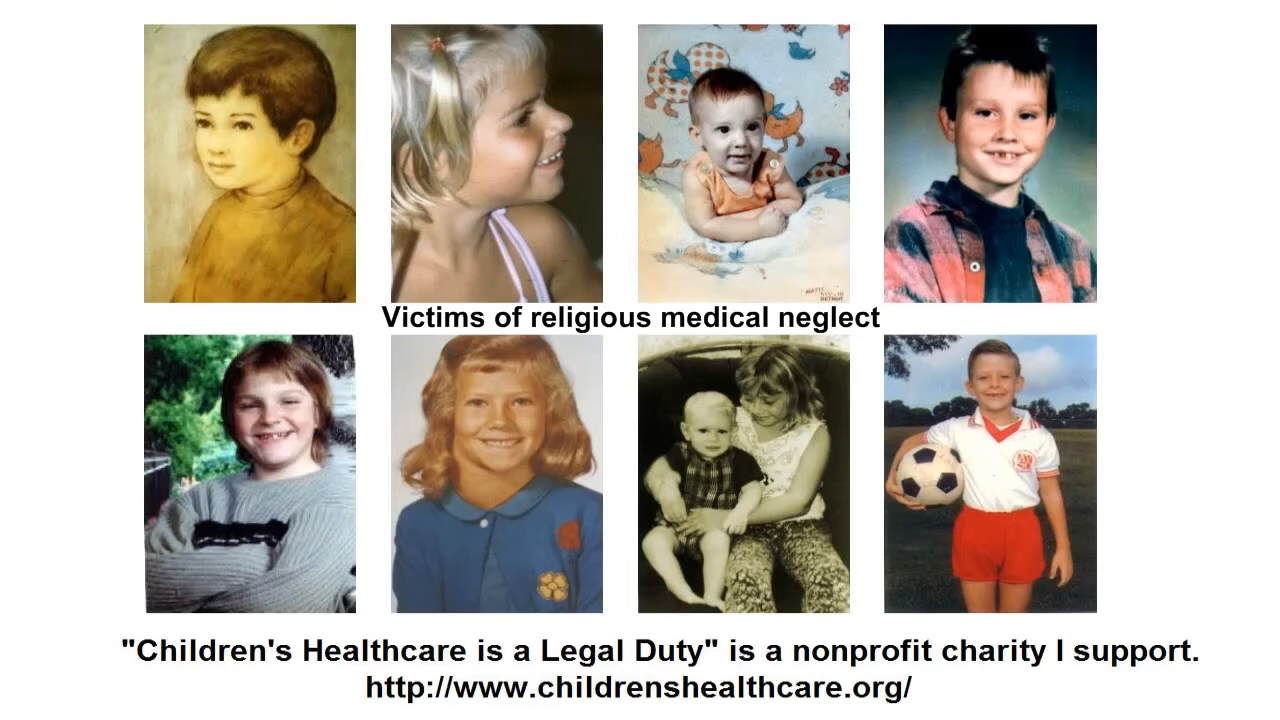 Victims of religious medical neglect
"Children's Healthcare is a Legal Duty" is a nonprofit charity I support.
http://www.childrenshealthcare.org/